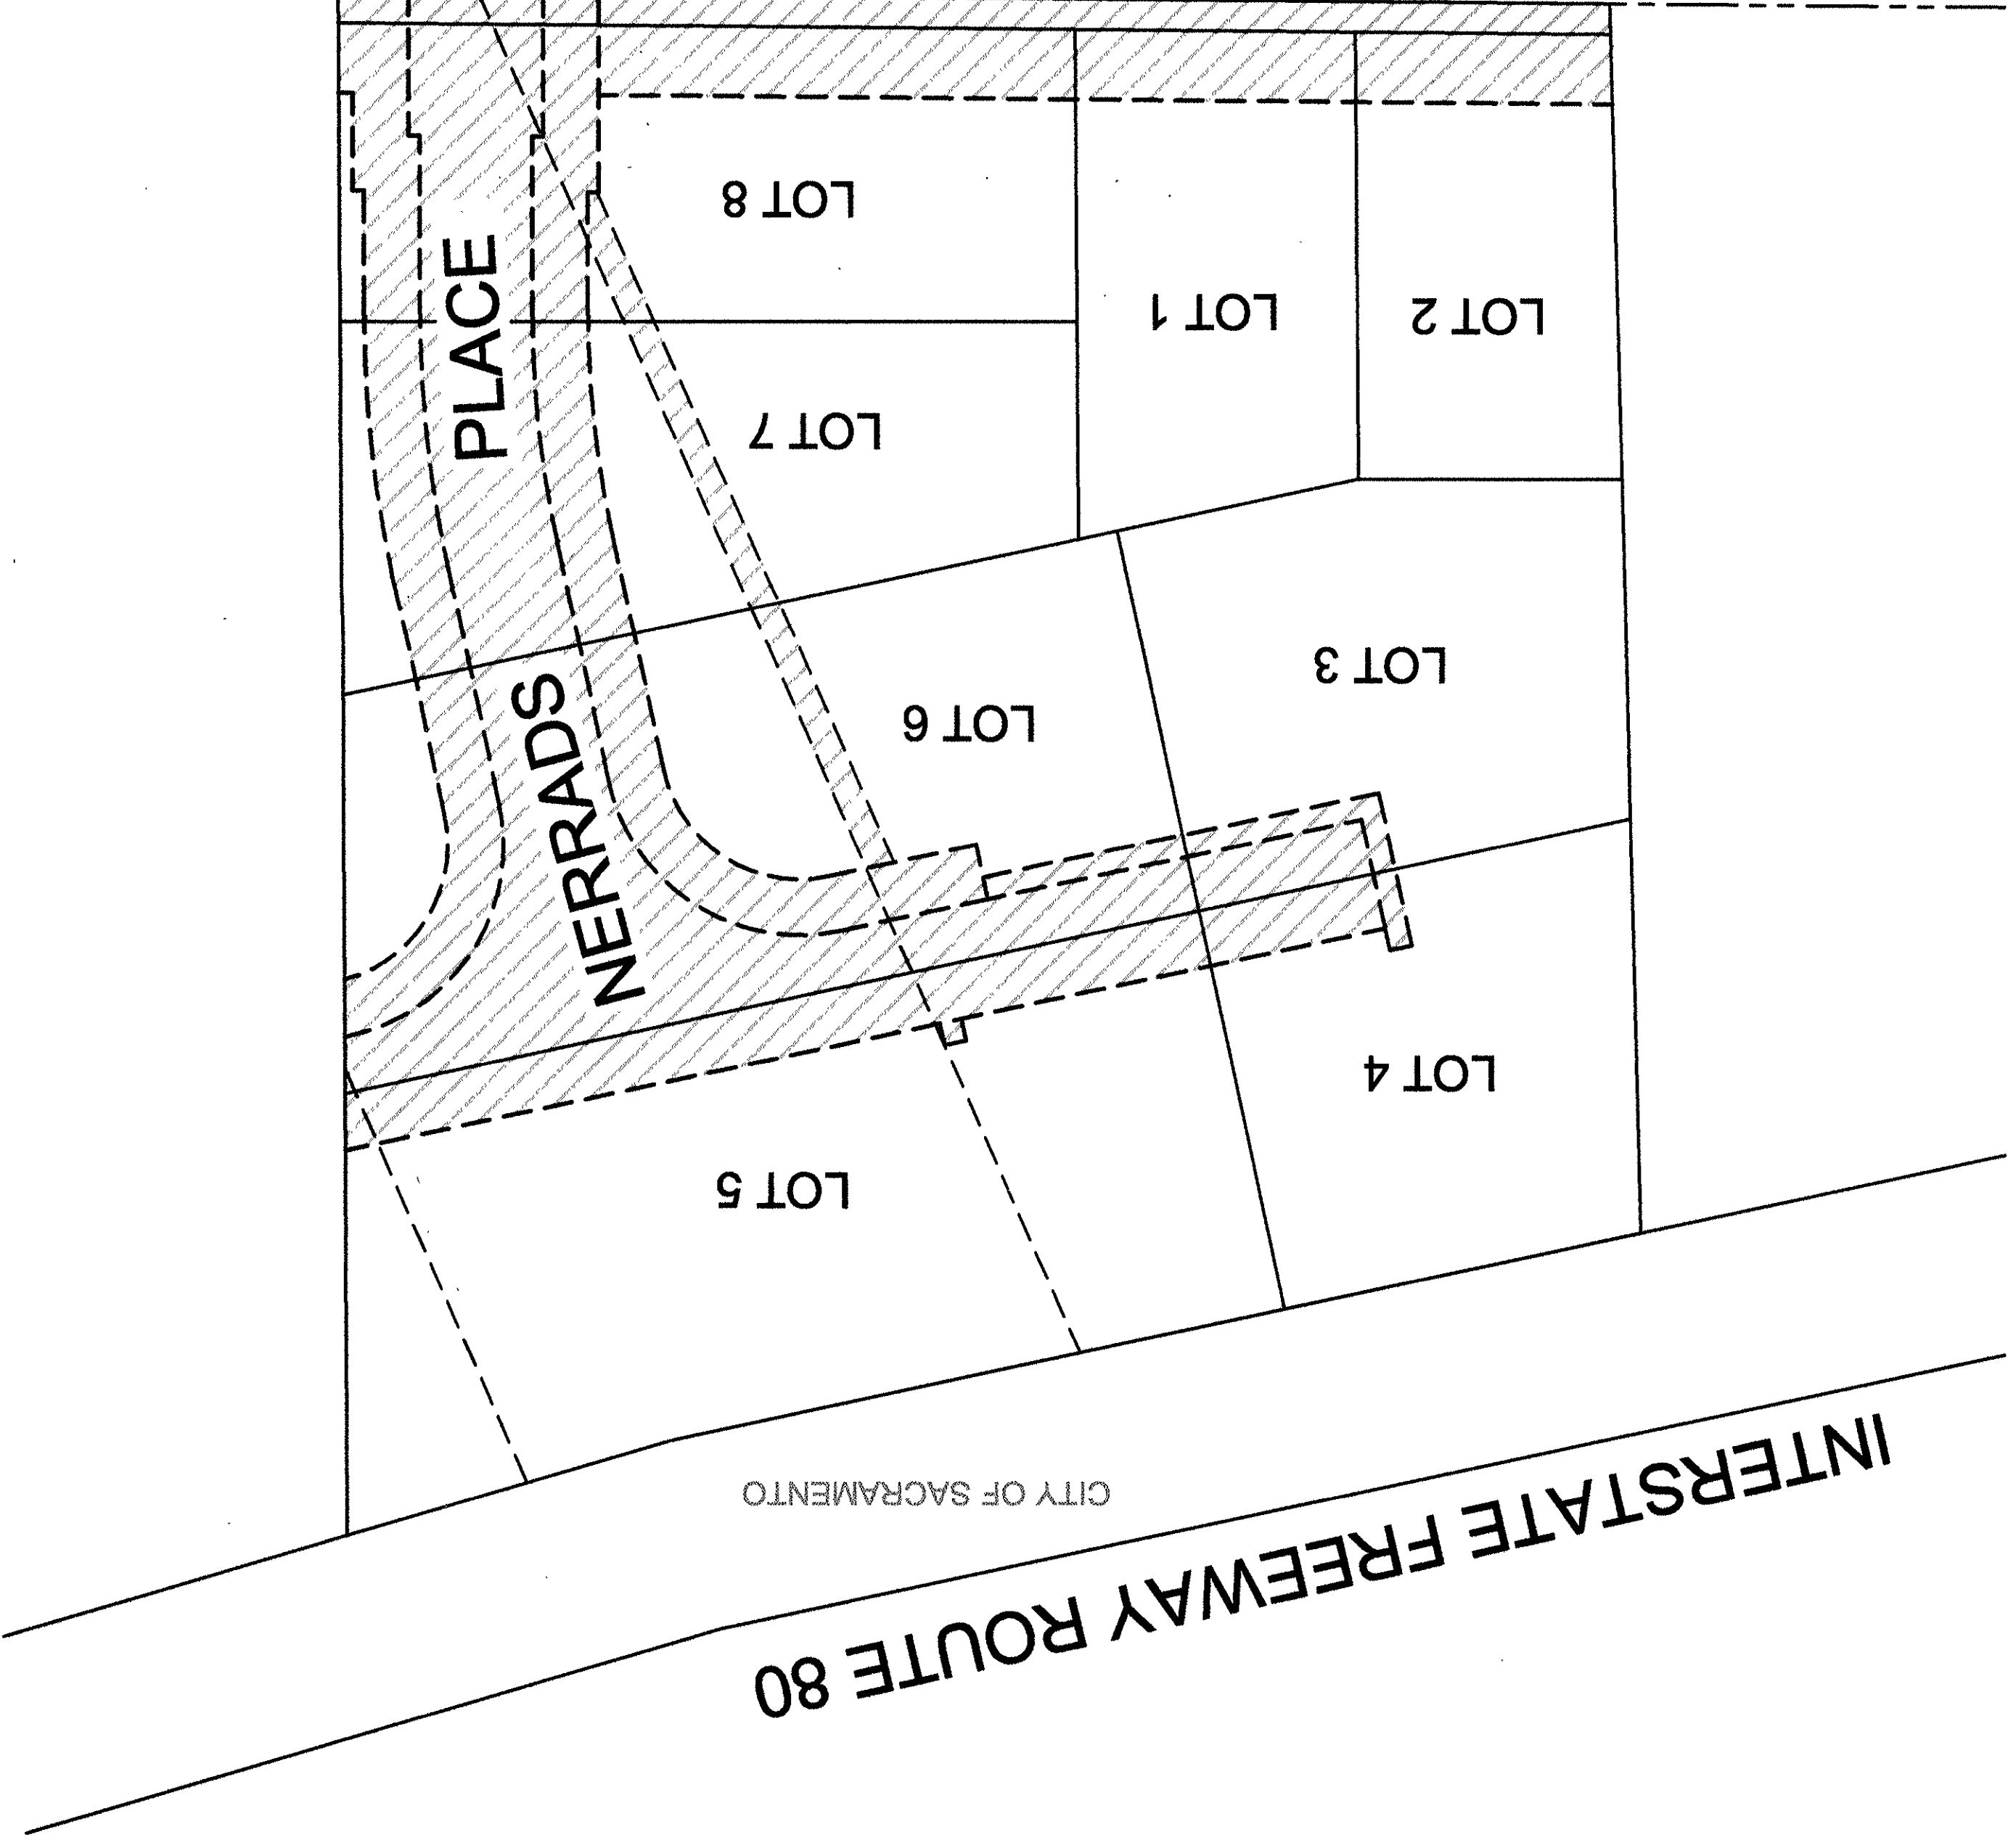 INTERSTATE FREEWAY ROUTE 80
CITY OF SACRAMENTO
LOT 5
LOT 4
NERRADS PLACE
LOT 6
LOT 3
LOT 7
LOT 1
LOT 2
LOT 8